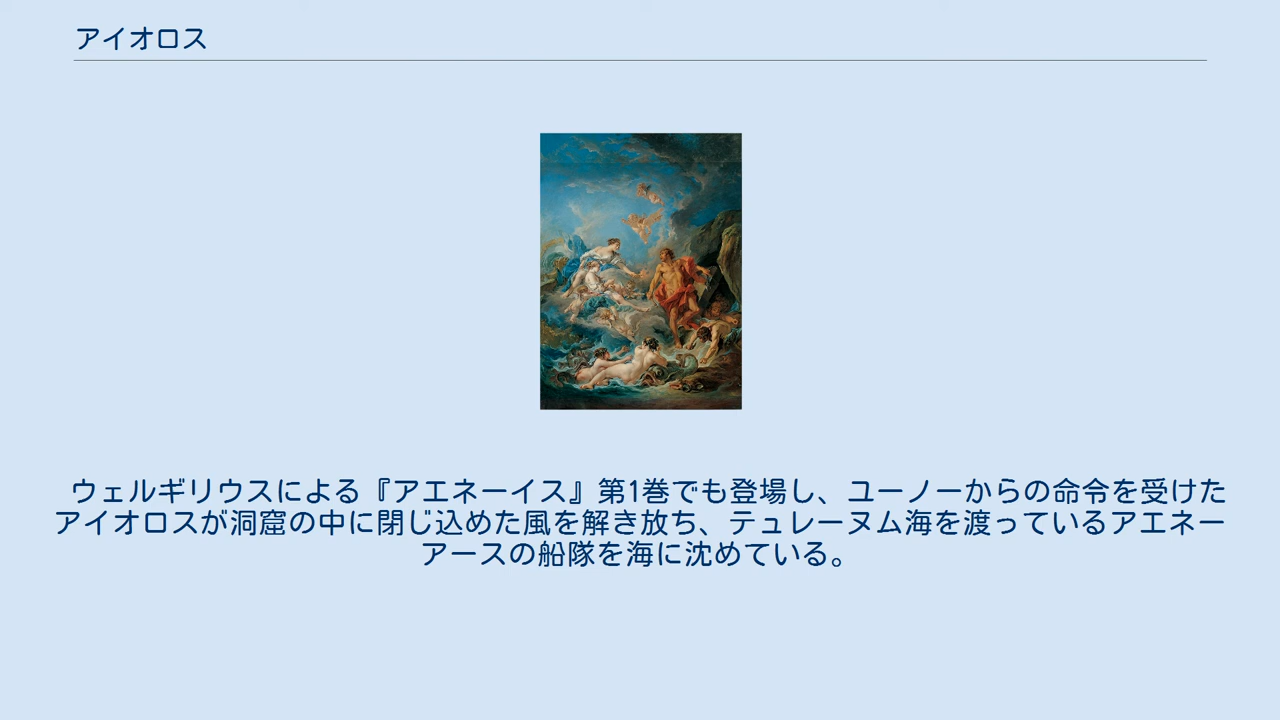 アイオロス
ウェルギリウスによる『アエネーイス』第1巻でも登場し、ユーノーからの命令を受けた
アイオロスが洞窟の中に閉じ込めた風を解き放ち、テュレーヌム海を渡っているアエネー
アースの船隊を海に沈めている。